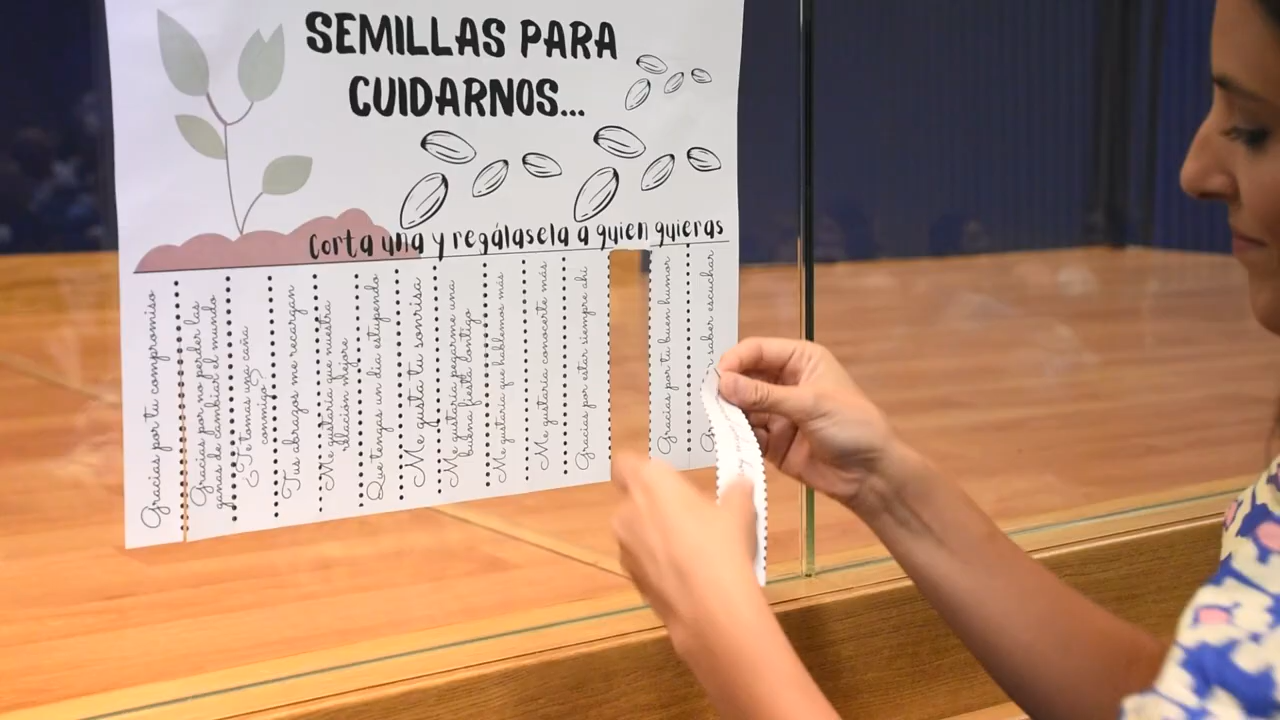 SEMILLAS PARA
CUIDARNOS...
Corta una y regálasela a quien quieras
Gracias por tu compromiso
Gracias por no perder las
ganas de cambiar el mundo
¿Te tomas una caña
conmigo?
Tus abrazos me recargan
Me gustaría que nuestra
relación mejore
Que tengas un día estupendo
Me gusta tu sonrisa
Me gustaría pegarme una
buena fiesta contigo
Me gustaría que hablemos más
Me gustaría conocerte más
Gracias por estar siempre ahí
Gracias por tu buen humor
saber escuchar